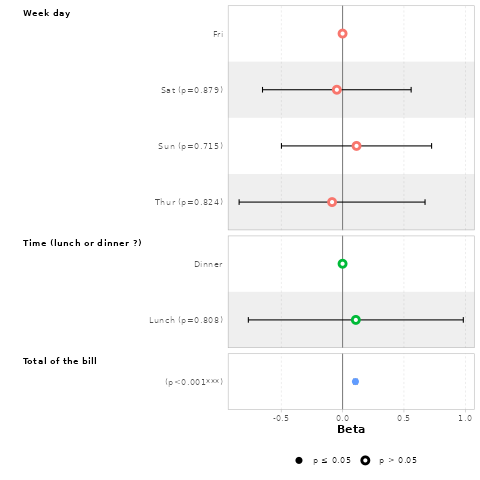 Week day
Fri
Sat (p=0.879)
Sun (p=0.715)
Thur (p=0.824)
Time (lunch or dinner ?)
Dinner
Lunch (p=0.808)
Total of the bill
(p<0.001***)
-0.5 0.0 0.5 1.0
Beta
p ≤ 0.05 p > 0.05